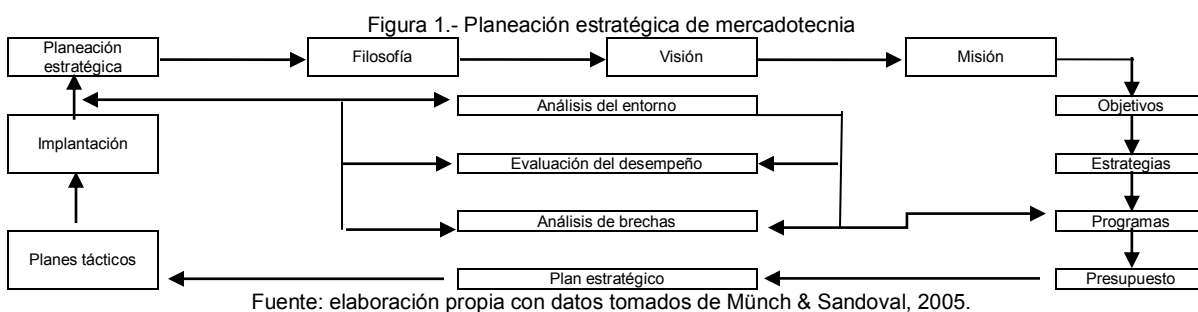 Figura 1.- Planeación estratégica de mercadotecnia
Planeación
estratégica
Filosofía
Visión
Misión
Análisis del entorno
Objetivos
Implantación
Evaluación del desempeño
Estrategias
Análisis de brechas
Programas
Planes tácticos
Plan estratégico
Presupuesto
Fuente: elaboración propia con datos tomados de Münch & Sandoval, 2005.